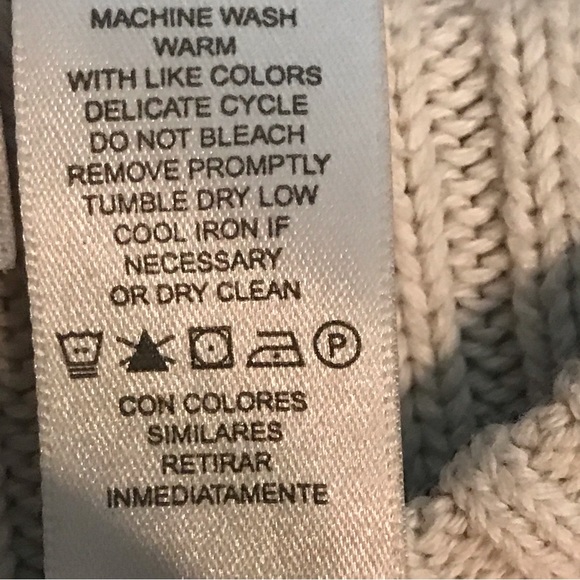 MACHINE WASH
WARM
WITH LIKE COLORS
DELICATE CYCLE
DO NOT BLEACH
REMOVE PROMPTLY
TUMBLE DRY LOW
COOL IRON IF
NECESSARY
OR DRY CLEAN
P
CON COLORES
SIMILARES
RETIRAR
INMEDIATAMENTE